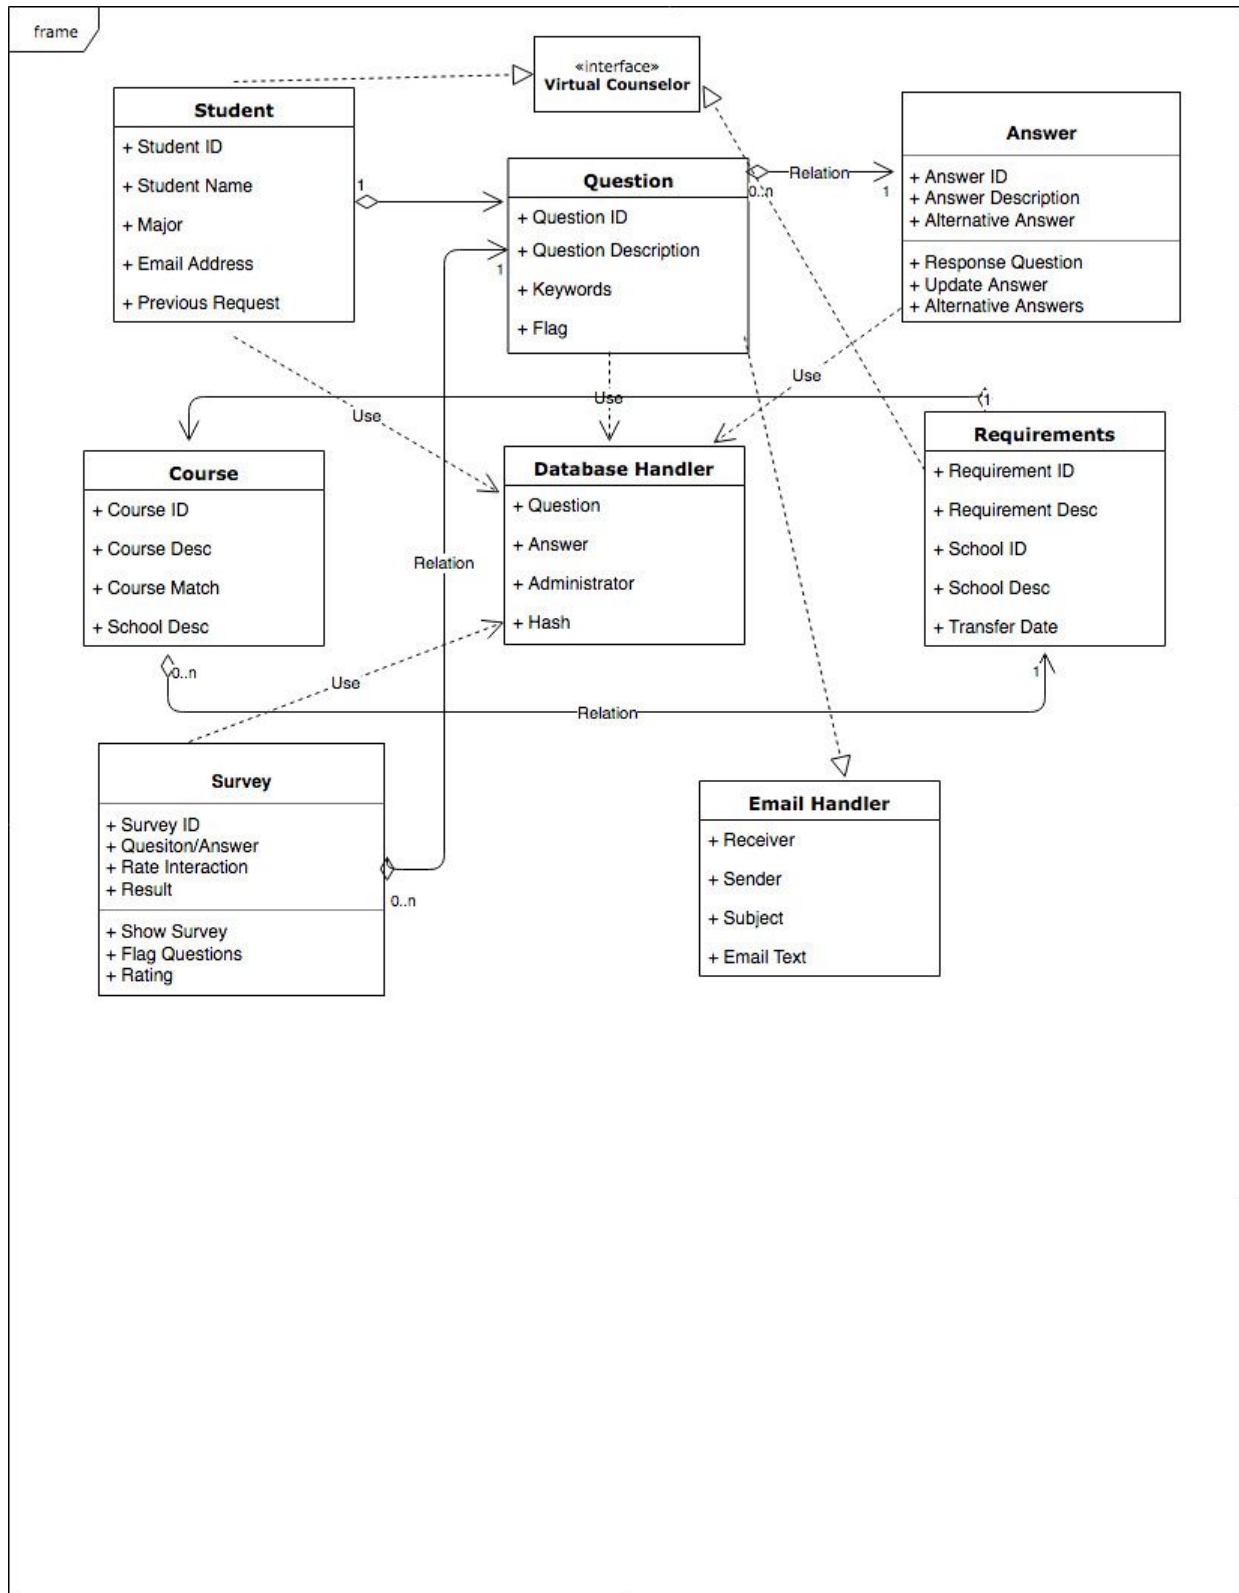 frame
«interface»
Virtual Counselor
Student
+ Student ID
+ Student Name
+ Major
+ Email Address
+ Previous Request
1
Question
+ Question ID
+ Question Description
+ Keywords
+ Flag
0..n
Relation
1
1
Answer
+ Answer ID
+ Answer Description
+ Alternative Answer
+ Response Question
+ Update Answer
+ Alternative Answers
Use
Use
Use
1
Course
+ Course ID
+ Course Desc
+ Course Match
+ School Desc
0..n
Database Handler
+ Question
+ Answer
+ Administrator
+ Hash
Relation
Requirements
+ Requirement ID
+ Requirement Desc
+ School ID
+ School Desc
+ Transfer Date
1
Use
Relation
Survey
+ Survey ID
+ Quesiton/Answer
+ Rate Interaction
+ Result
+ Show Survey
+ Flag Questions
+ Rating
0..n
Email Handler
+ Receiver
+ Sender
+ Subject
+ Email Text